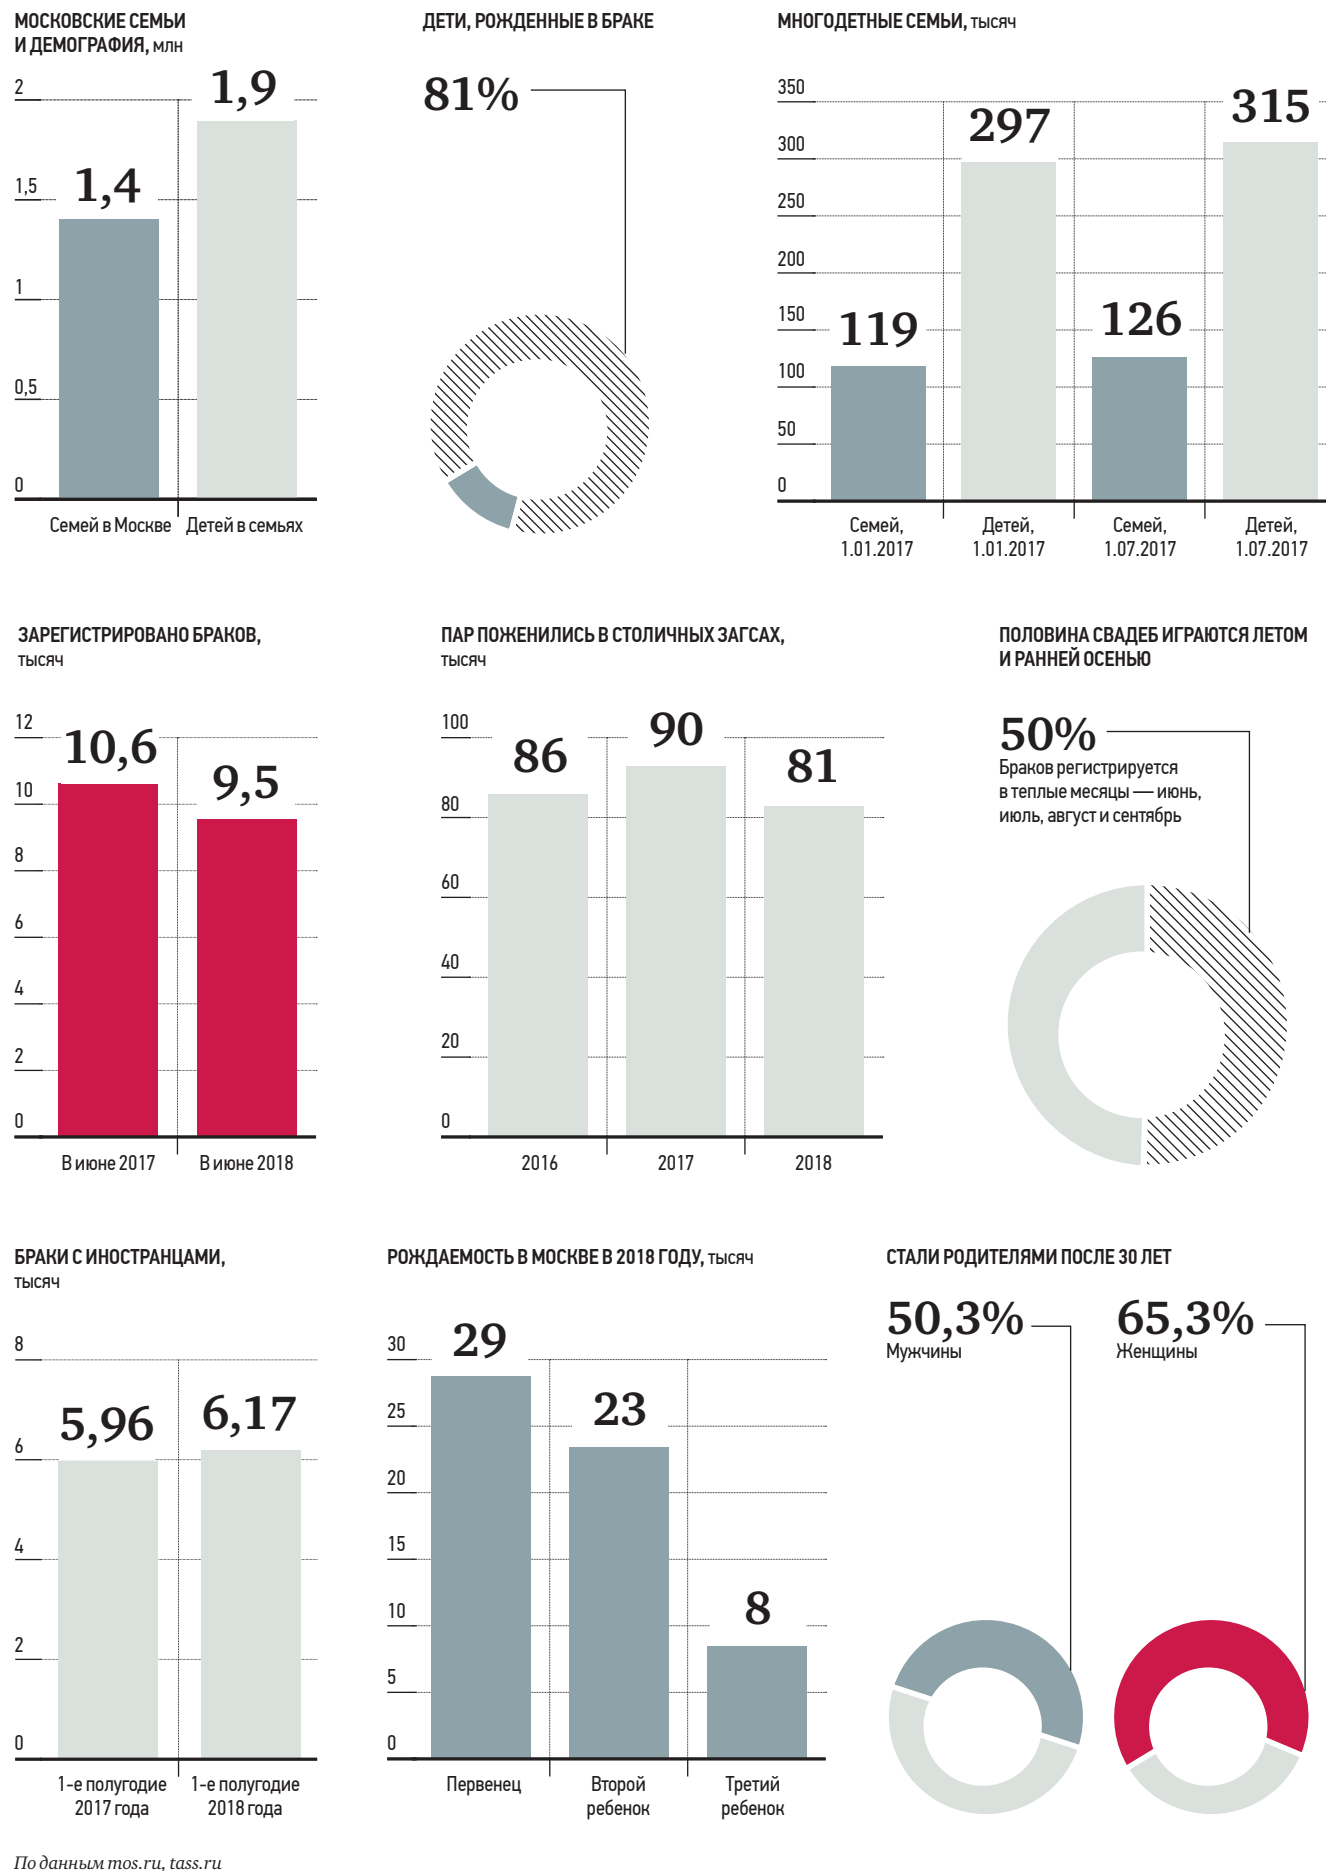 МОСКОВСКИЕ СЕМЬИ
И ДЕМОГРАФИЯ, млн
2
1,5
1
0,5
0
1,4
1,9
Семей в Москве
Детей в семьях
ДЕТИ, РОЖДЕННЫЕ В БРАКЕ
81%
МНОГОДЕТНЫЕ СЕМЬИ, тысяч
350
300
250
200
150
100
50
0
119
297
126
315
Семей,
1.01.2017
Детей,
1.01.2017
Семей,
1.07.2017
Детей,
1.07.2017
ЗАРЕГИСТРИРОВАНО БРАКОВ,
тысяч
12
10
8
6
4
2
0
10,6
9,5
В июне 2017
В июне 2018
ПАР ПОЖЕНИЛИСЬ В СТОЛИЧНЫХ ЗАГСАХ,
тысяч
100
80
60
40
20
0
86
90
81
2016
2017
2018
ПОЛОВИНА СВАДЕБ ИГРАЮТСЯ ЛЕТОМ
И РАННЕЙ ОСЕНЬЮ
50%
Браков регистрируется
в теплые месяцы — июнь,
июль, август и сентябрь
БРАКИ С ИНОСТРАНЦАМИ,
тысяч
8
6
4
2
0
5,96
6,17
1-е полугодие
2017 года
1-е полугодие
2018 года
РОЖДАЕМОСТЬ В МОСКВЕ В 2018 ГОДУ, тысяч
30
25
20
15
10
5
0
29
23
8
Первенец
Второй
ребенок
Третий
ребенок
СТАЛИ РОДИТЕЛЯМИ ПОСЛЕ 30 ЛЕТ
50,3%
Мужчины
65,3%
Женщины
По данным mos.ru, tass.ru